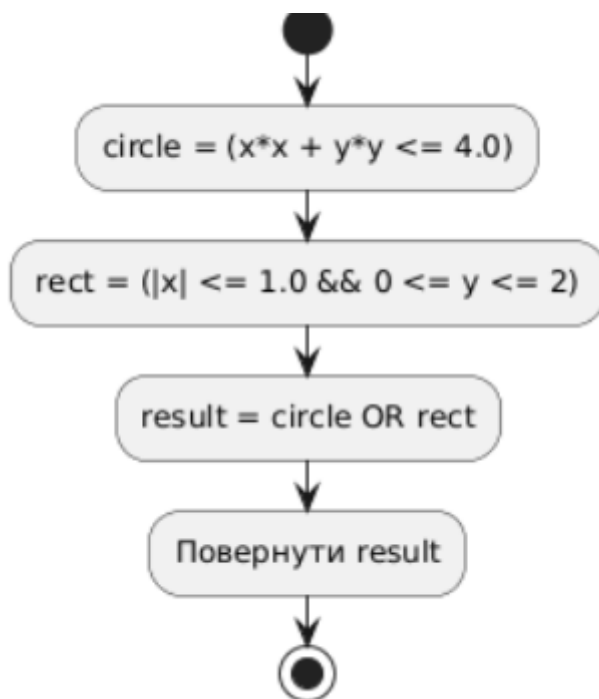 circle = (x*x + y*y <= 4.0)
rect = (|x| <= 1.0 && 0 <= y <= 2)
result = circle OR rect
Повернути result